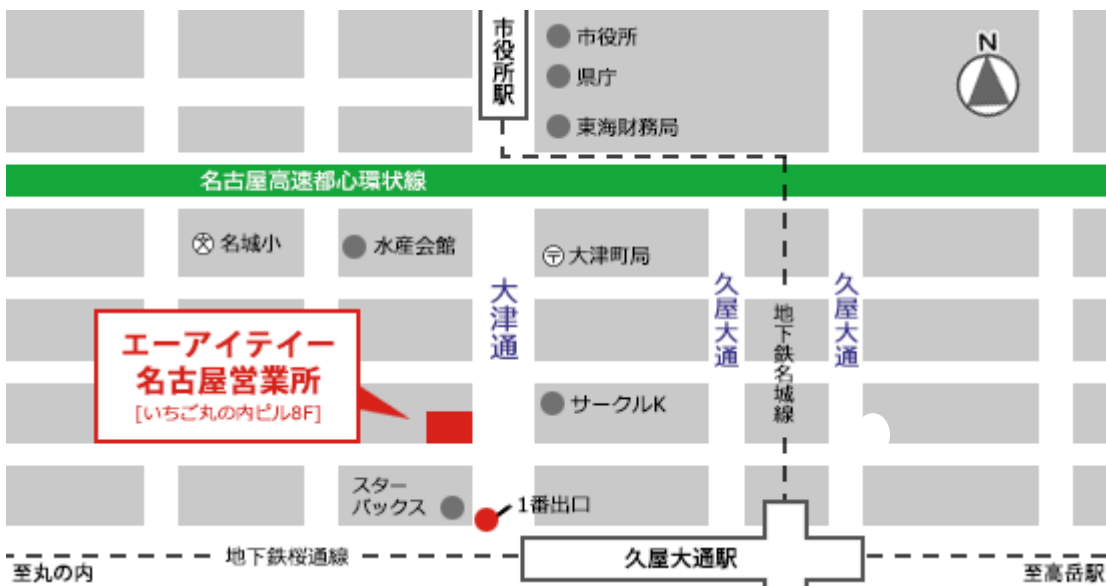 市役所駅
市役所
県庁
東海財務局
N
名古屋高速都心環状線
文 名城小
水産会館
〒 大津町局
大津通
久屋大通
地下鉄名城線
久屋大通
エーアイテイー
名古屋営業所
[いちご丸の内ビル8F]
サークルK
スター
バックス
1番出口
地下鉄桜通線
久屋大通駅
至丸の内
至高岳駅